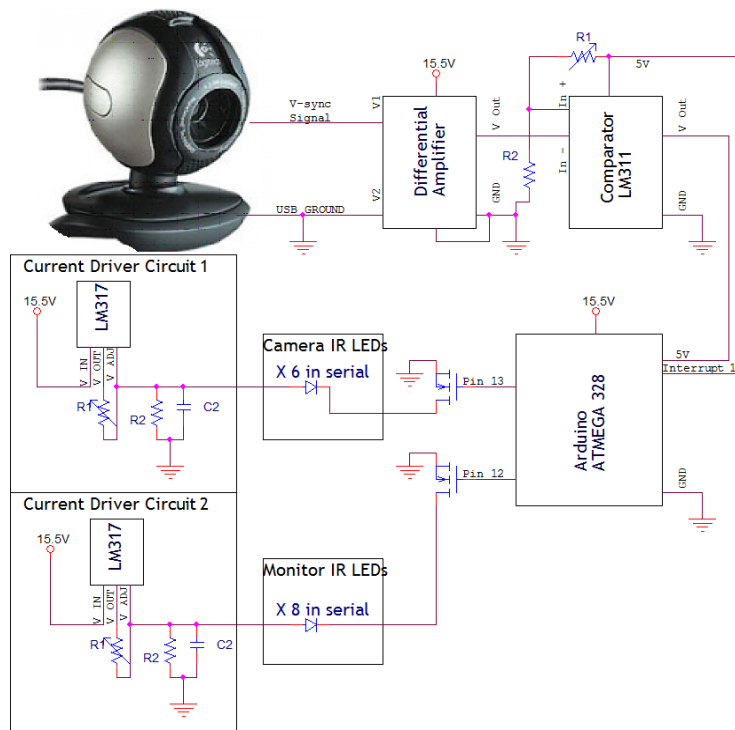 R1
15.5V
5V
Logitech
V-sync
Signal
V1
V Out
In +
V Out
Differential
Amplifier
In -
Comparator
LM311
R2
V2
GND
GND
USB GROUND
Current Driver Circuit 1
15.5V
LM317
V IN
V OUT
V ADJ
R1
R2
C2
Camera IR LEDs
X 6 in serial
Pin 13
15.5V
5V
Interrupt 1
Arduino
ATMEGA 328
Pin 12
GND
Current Driver Circuit 2
15.5V
LM317
V IN
V OUT
V ADJ
R1
R2
C2
Monitor IR LEDs
X 8 in serial